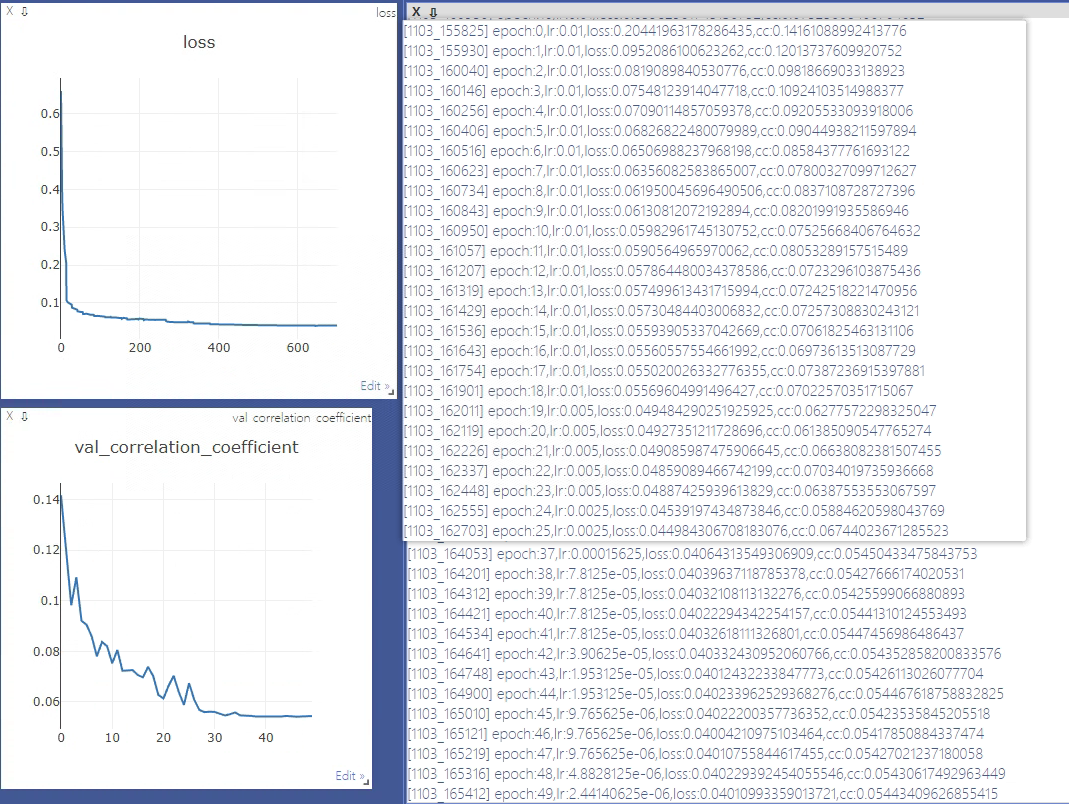 X ⇩ loss
loss
0.6
0.5
0.4
0.3
0.2
0.1
0 200 400 600
Edit »
X ⇩ val_correlation_coefficient
val_correlation_coefficient
0.14
0.12
0.1
0.08
0.06
0 10 20 30 40
Edit »
X ⇩
[1103_155825] epoch:0,lr:0.01,loss:0.20441963178286435,cc:0.14161088992413776
[1103_155930] epoch:1,lr:0.01,loss:0.0952086100623262,cc:0.12013737609920752
[1103_160040] epoch:2,lr:0.01,loss:0.0819089840530776,cc:0.09818669033138923
[1103_160146] epoch:3,lr:0.01,loss:0.07548123914047718,cc:0.10924103514988377
[1103_160256] epoch:4,lr:0.01,loss:0.07090114857059378,cc:0.09205533093918006
[1103_160406] epoch:5,lr:0.01,loss:0.06826822480079989,cc:0.09044938211597894
[1103_160516] epoch:6,lr:0.01,loss:0.06506988237968198,cc:0.08584377761693122
[1103_160623] epoch:7,lr:0.01,loss:0.06356082583865007,cc:0.07800327099712627
[1103_160734] epoch:8,lr:0.01,loss:0.061950045696490506,cc:0.0837108728727396
[1103_160843] epoch:9,lr:0.01,loss:0.06130812072192894,cc:0.08201991935586946
[1103_160950] epoch:10,lr:0.01,loss:0.05982961745130752,cc:0.07525668406764632
[1103_161057] epoch:11,lr:0.01,loss:0.0590564965970062,cc:0.08053289157515489
[1103_161207] epoch:12,lr:0.01,loss:0.057864480034378586,cc:0.0723296103875436
[1103_161319] epoch:13,lr:0.01,loss:0.057499613431715994,cc:0.07242518221470956
[1103_161429] epoch:14,lr:0.01,loss:0.05730484403006832,cc:0.07257308830243121
[1103_161536] epoch:15,lr:0.01,loss:0.05593905337042669,cc:0.07061825463131106
[1103_161643] epoch:16,lr:0.01,loss:0.05560557554661992,cc:0.06973613513087729
[1103_161754] epoch:17,lr:0.01,loss:0.055020026332776355,cc:0.07387236915397881
[1103_161901] epoch:18,lr:0.01,loss:0.05569604991496427,cc:0.07022570351715067
[1103_162011] epoch:19,lr:0.005,loss:0.049484290251925925,cc:0.06277572298325047
[1103_162119] epoch:20,lr:0.005,loss:0.04927351211728696,cc:0.061385090547765274
[1103_162226] epoch:21,lr:0.005,loss:0.049085987475906645,cc:0.06638082381507455
[1103_162337] epoch:22,lr:0.005,loss:0.04859089466742199,cc:0.07034019735936668
[1103_162448] epoch:23,lr:0.005,loss:0.04887425939613829,cc:0.06387553553067597
[1103_162555] epoch:24,lr:0.0025,loss:0.04539197434873846,cc:0.05884620598043769
[1103_162703] epoch:25,lr:0.0025,loss:0.044984306708183076,cc:0.06744023671285523
[1103_164053] epoch:37,lr:0.00015625,loss:0.04064313549306909,cc:0.05450433475843753
[1103_164201] epoch:38,lr:7.8125e-05,loss:0.04039637118785378,cc:0.05427666174020531
[1103_164312] epoch:39,lr:7.8125e-05,loss:0.04032108113132276,cc:0.05425599066880893
[1103_164421] epoch:40,lr:7.8125e-05,loss:0.04022294342254157,cc:0.05441310124553493
[1103_164534] epoch:41,lr:7.8125e-05,loss:0.04032618111326801,cc:0.05447456986486437
[1103_164641] epoch:42,lr:3.90625e-05,loss:0.040332430952060766,cc:0.054352858200833576
[1103_164748] epoch:43,lr:1.953125e-05,loss:0.04012432233847773,cc:0.05426113026077704
[1103_164900] epoch:44,lr:1.953125e-05,loss:0.040233962529368276,cc:0.054467618758832825
[1103_165010] epoch:45,lr:9.765625e-06,loss:0.04022200357736352,cc:0.05423535845205518
[1103_165121] epoch:46,lr:9.765625e-06,loss:0.04004210975103464,cc:0.05417850884337474
[1103_165219] epoch:47,lr:9.765625e-06,loss:0.04010755844617455,cc:0.05427021237180058
[1103_165316] epoch:48,lr:4.8828125e-06,loss:0.040229392454055546,cc:0.05430617492963449
[1103_165412] epoch:49,lr:2.44140625e-06,loss:0.04010993359013721,cc:0.05443409626855415